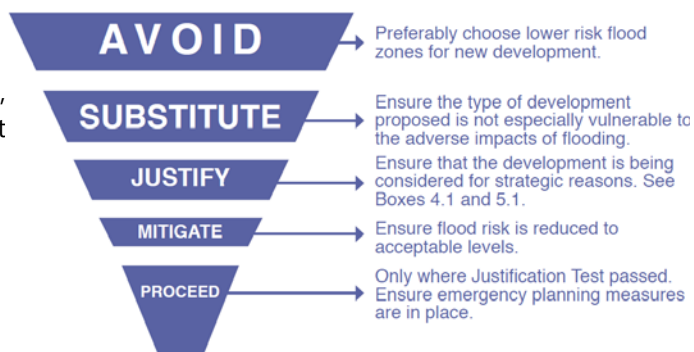 AVOID
Preferably choose lower risk flood
zones for new development.
,
t
SUBSTITUTE
Ensure the type of development
proposed is not especially vulnerable to
the adverse impacts of flooding.
JUSTIFY
Ensure that the development is being
considered for strategic reasons. See
Boxes 4.1 and 5.1.
MITIGATE
Ensure flood risk is reduced to
acceptable levels.
PROCEED
Only where Justification Test passed.
Ensure emergency planning measures
are in place.